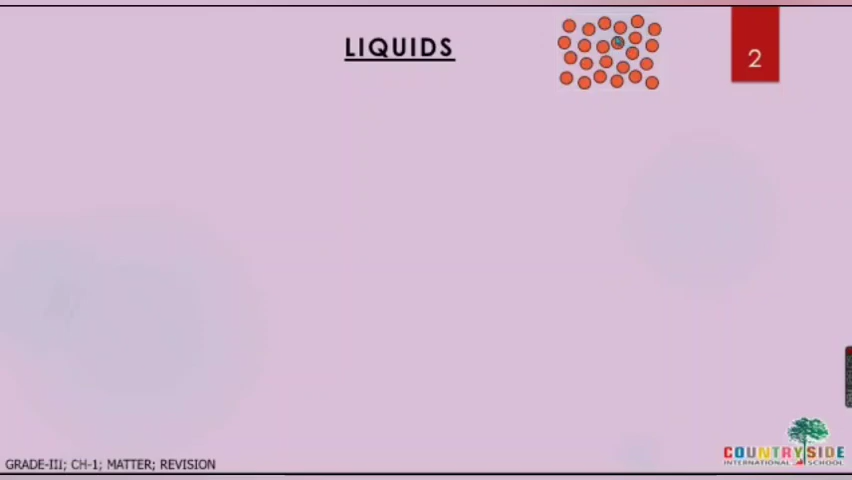 LIQUIDS
2
GRADE-III; CH-1; MATTER; REVISION
COUNTRYSIDE
INTERNATIONAL SCHOOL